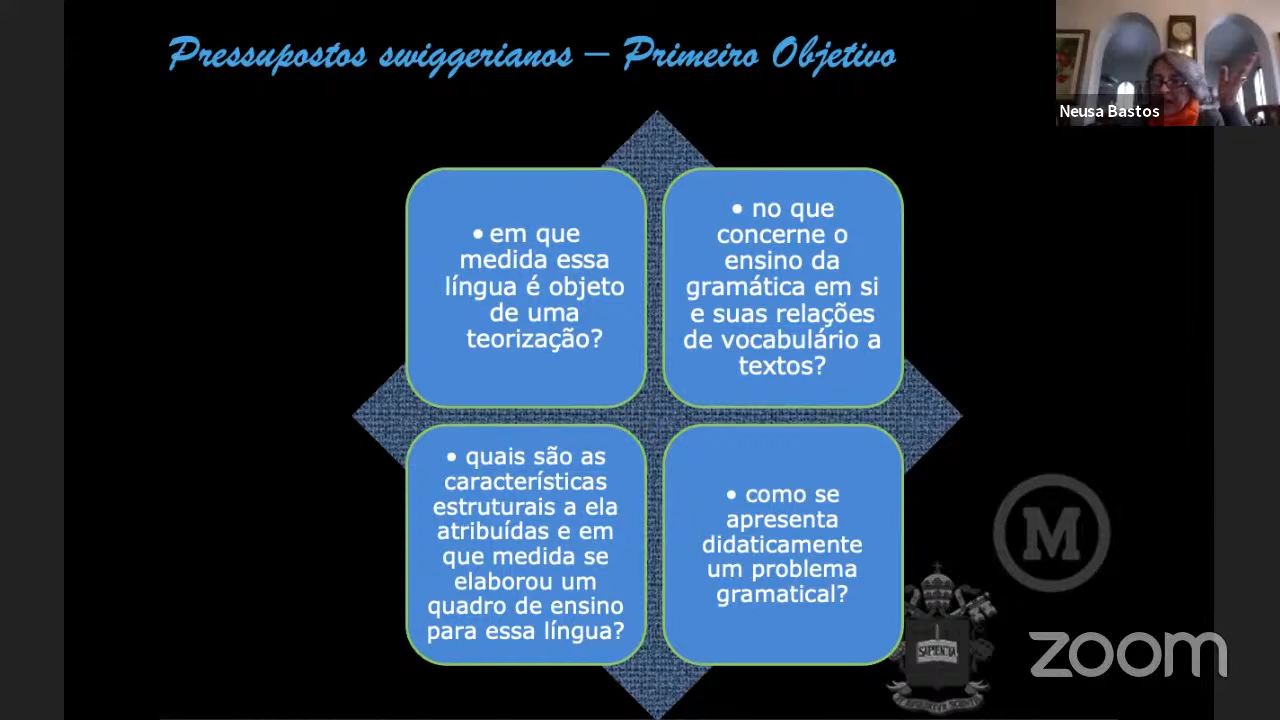 Pressupostos swiggerianos – Primeiro Objetivo
Neusa Bastos
• em que
medida essa
língua é objeto
de uma
teorização?
• no que
concerne o
ensino da
gramática em si
e suas relações
de vocabulário a
textos?
• quais são as
características
estruturais a ela
atribuídas e em
que medida se
elaborou um
quadro de ensino
para essa língua?
• como se
apresenta
didaticamente
um problema
gramatical?
M
SAPIENTIA
zoom